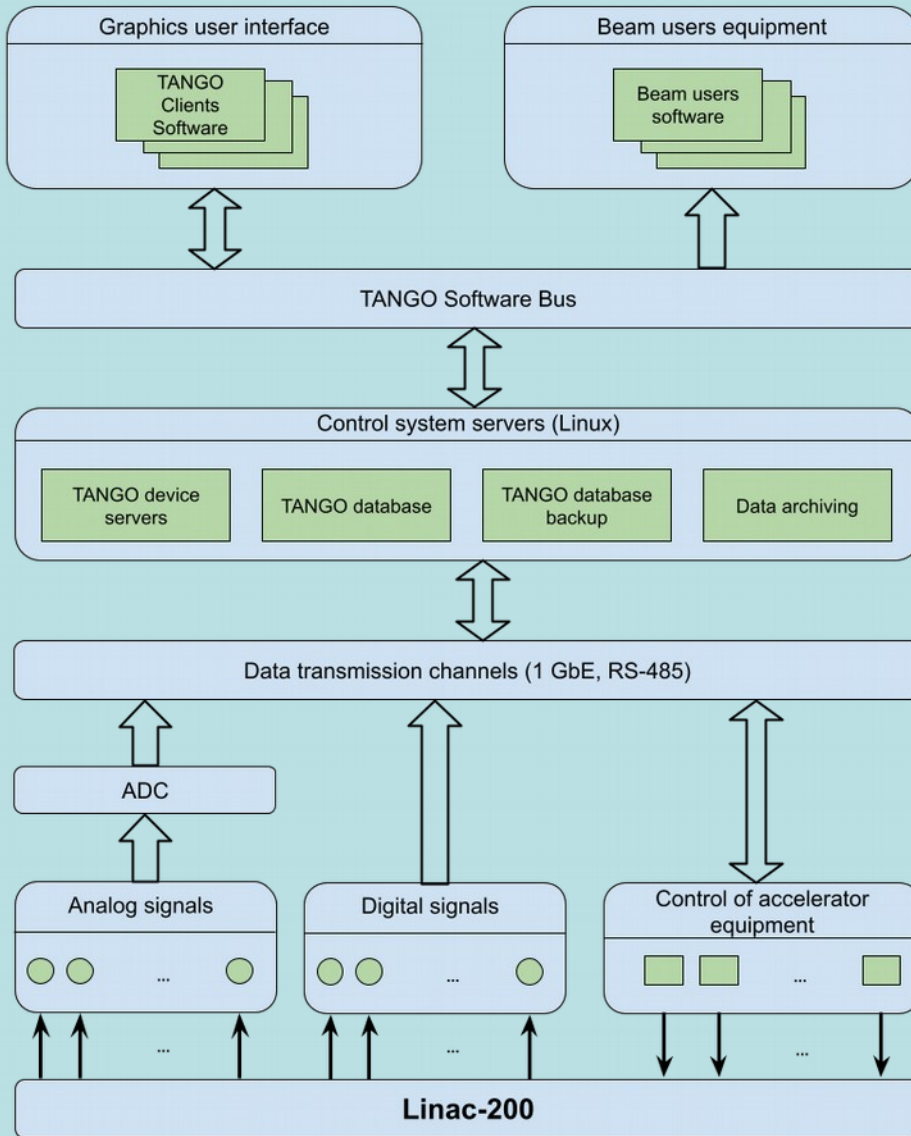 Graphics user interface
TANGO
Clients
Software
Beam users equipment
Beam users
software
TANGO Software Bus
Control system servers (Linux)
TANGO device
servers
TANGO database
TANGO database
backup
Data archiving
Data transmission channels (1 GbE, RS-485)
ADC
Analog signals
...
Digital signals
...
Control of accelerator
equipment
...
...
...
...
Linac-200